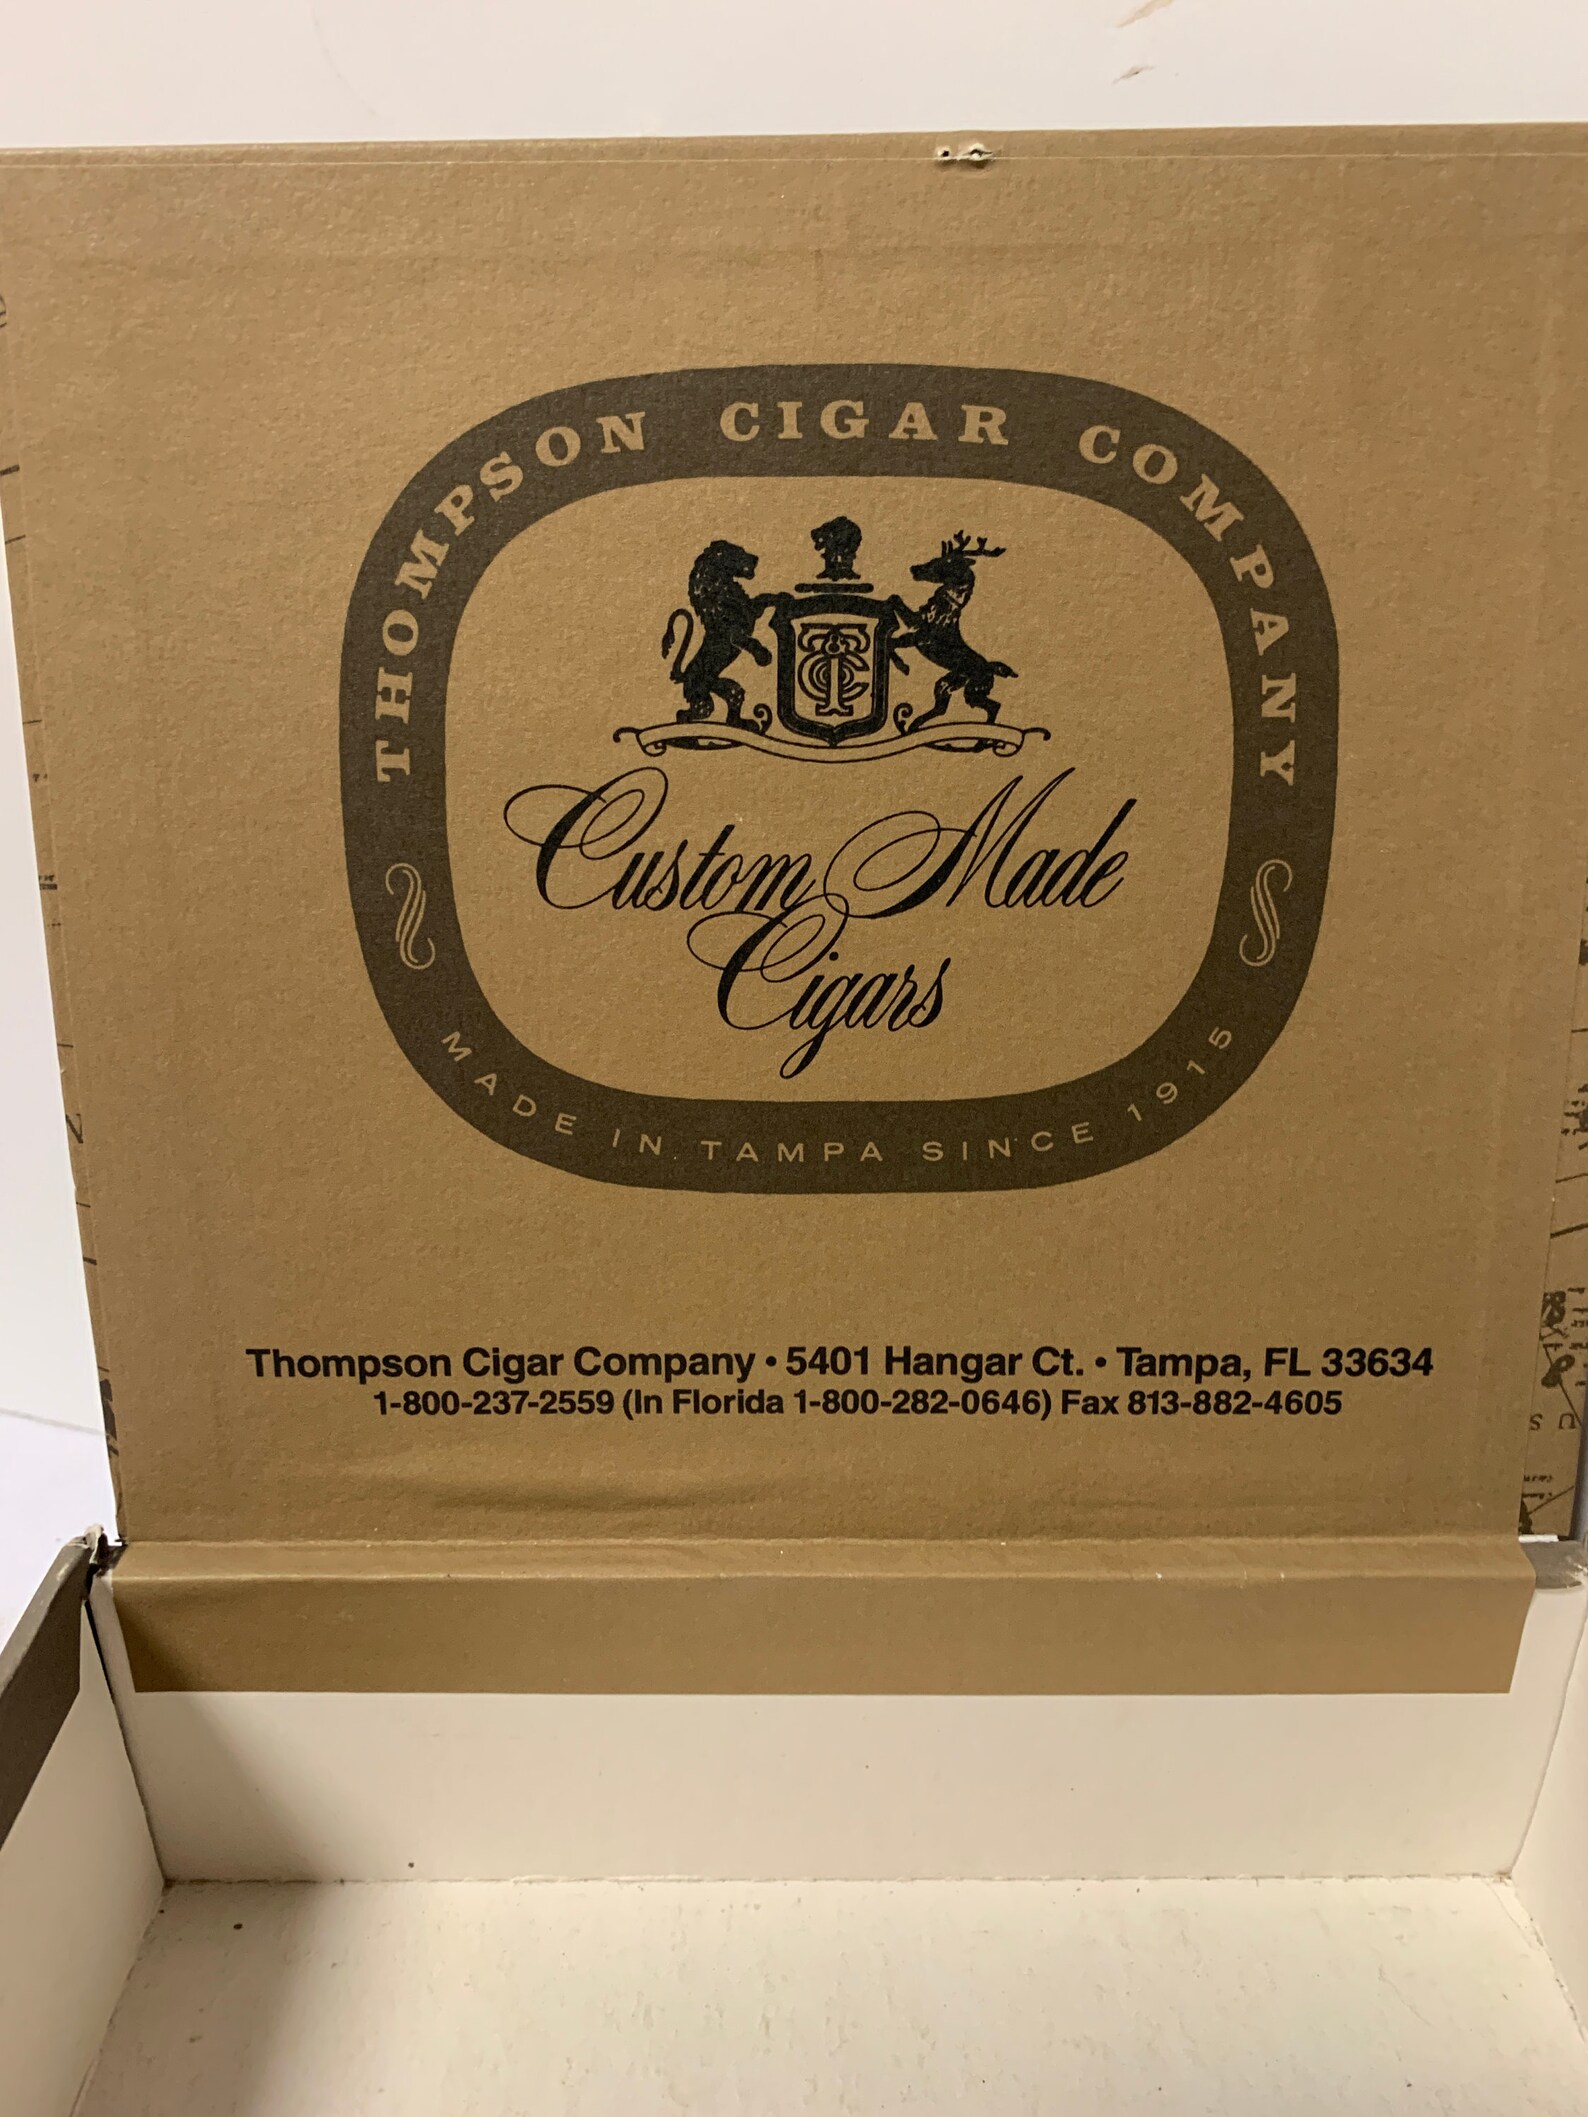 THOMPSON CIGAR COMPANY
TCC
Custom Made
Cigars
MADE IN TAMPA SINCE 1915
Thompson Cigar Company • 5401 Hangar Ct. • Tampa, FL 33634
1-800-237-2559 (In Florida 1-800-282-0646) Fax 813-882-4605